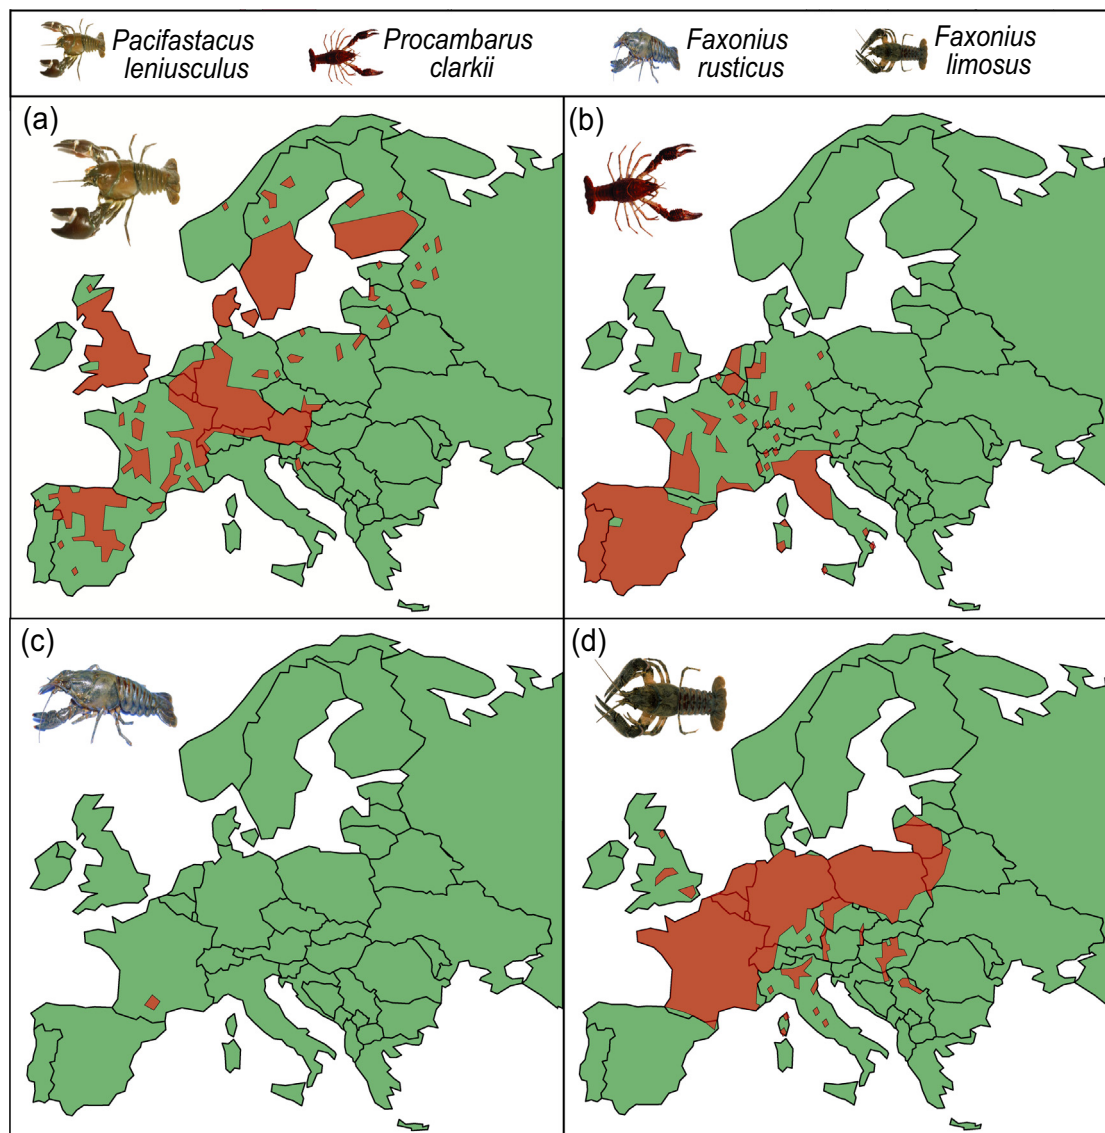 Pacifastacus
leniusculus
Procambarus
clarkii
Faxonius
rusticus
Faxonius
limosus
(a)
(b)
(c)
(d)